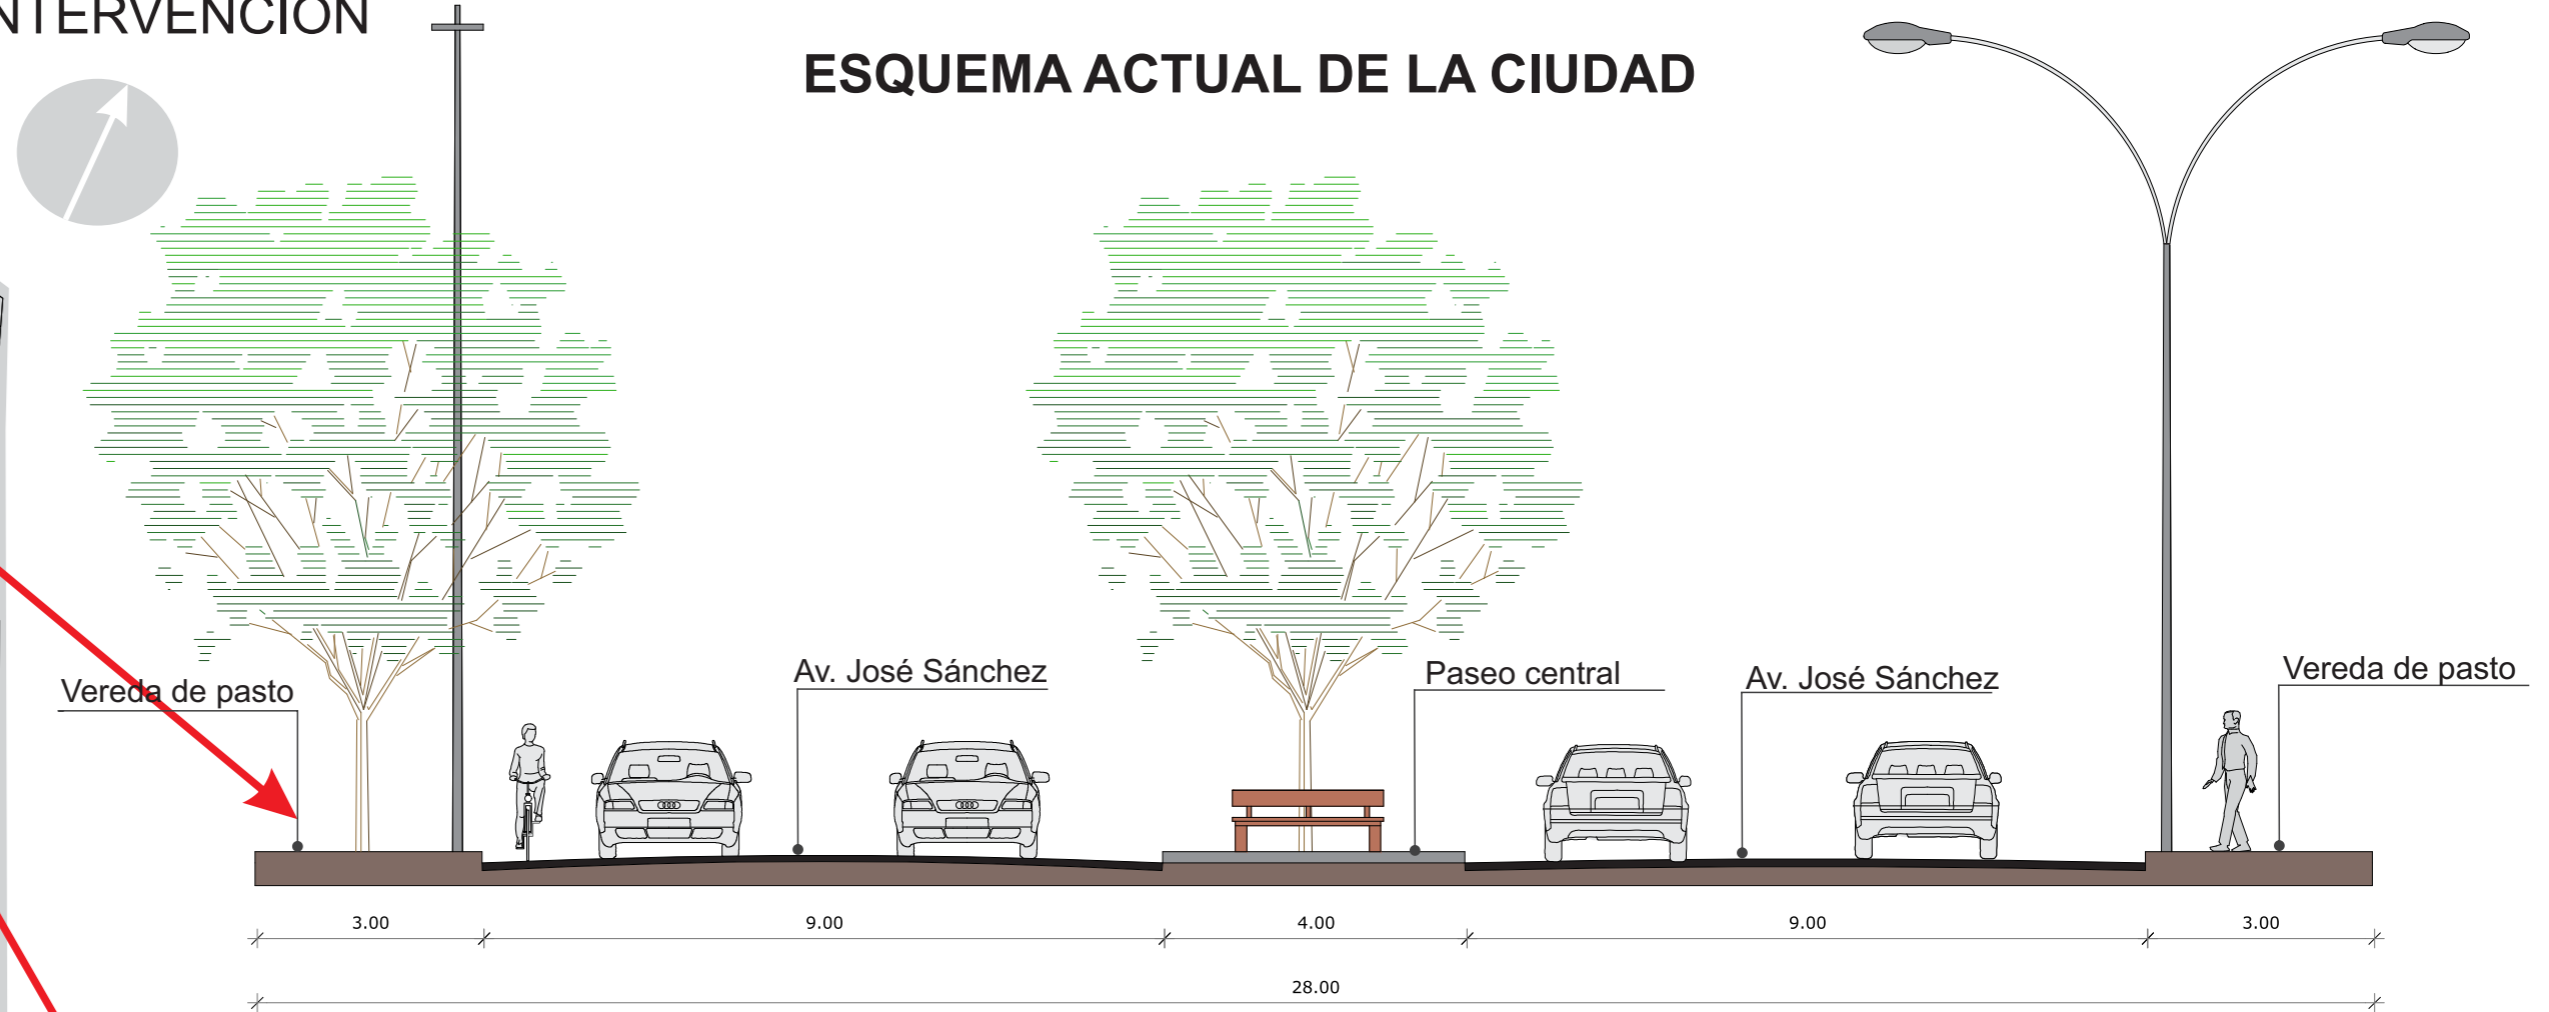 NTERVENCIÓN
ESQUEMA ACTUAL DE LA CIUDAD
Vereda de pasto
Av. José Sánchez
Paseo central
Av. José Sánchez
Vereda de pasto
3.00
9.00
4.00
9.00
3.00
28.00